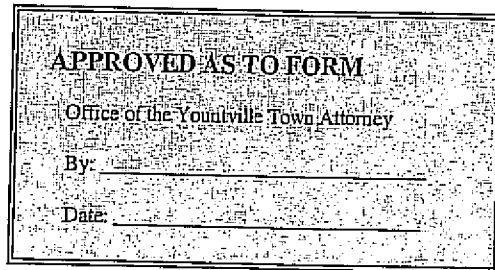 APPROVED AS TO FORM
Office of the Yountville Town Attorney
By:
Date: